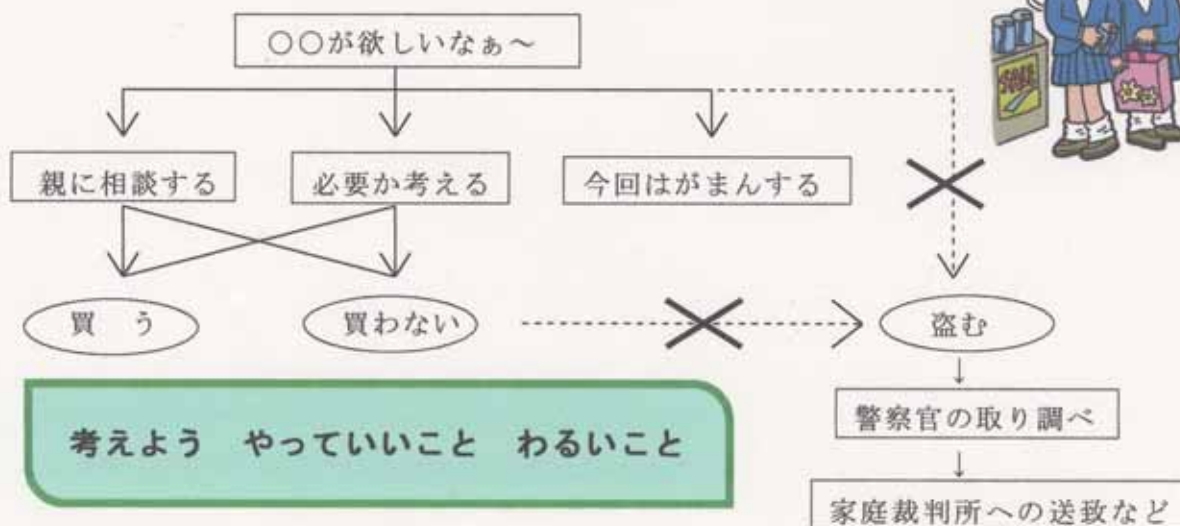 〇〇が欲しいなぁ～
SALE
親に相談する
必要か考える
今回はがまんする
買　う
買わない
盗む
考えよう　やっていいこと　わるいこと
警察官の取り調べ
家庭裁判所への送致など